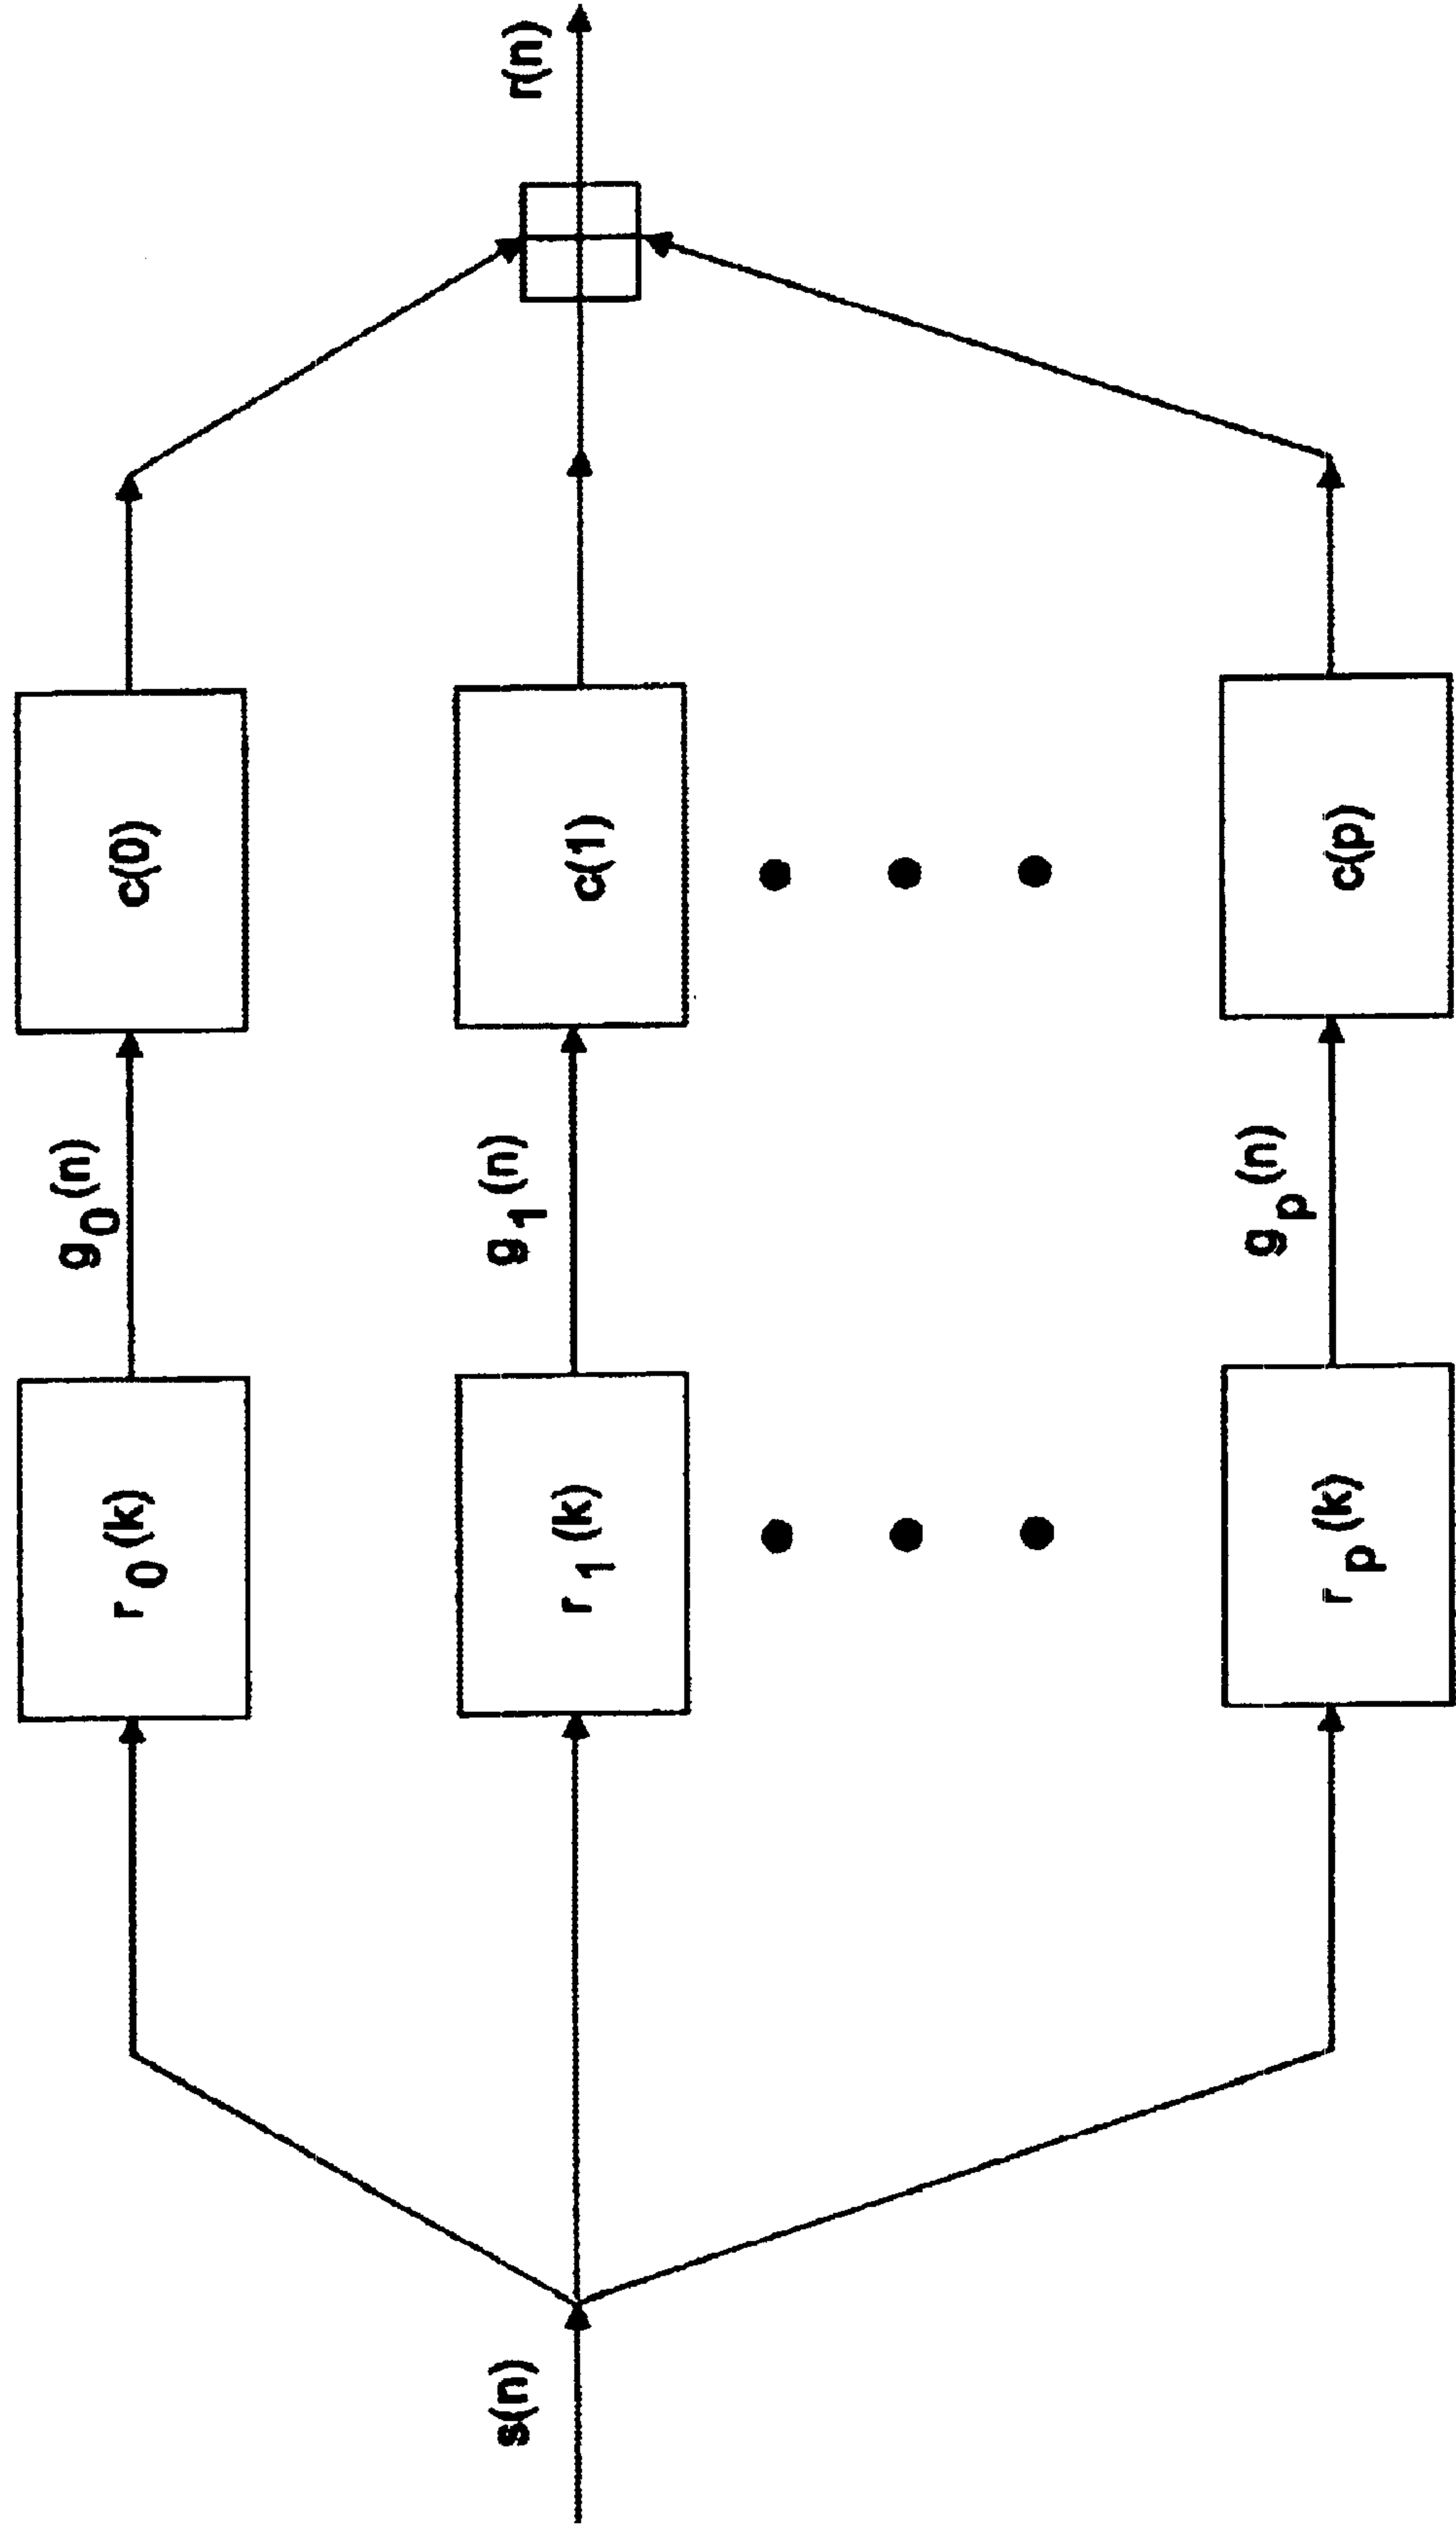 s(n)
r₀(k)
g₀(n)
c(0)
r₁(k)
g₁(n)
c(1)
r(n)
rₚ(k)
gₚ(n)
c(p)